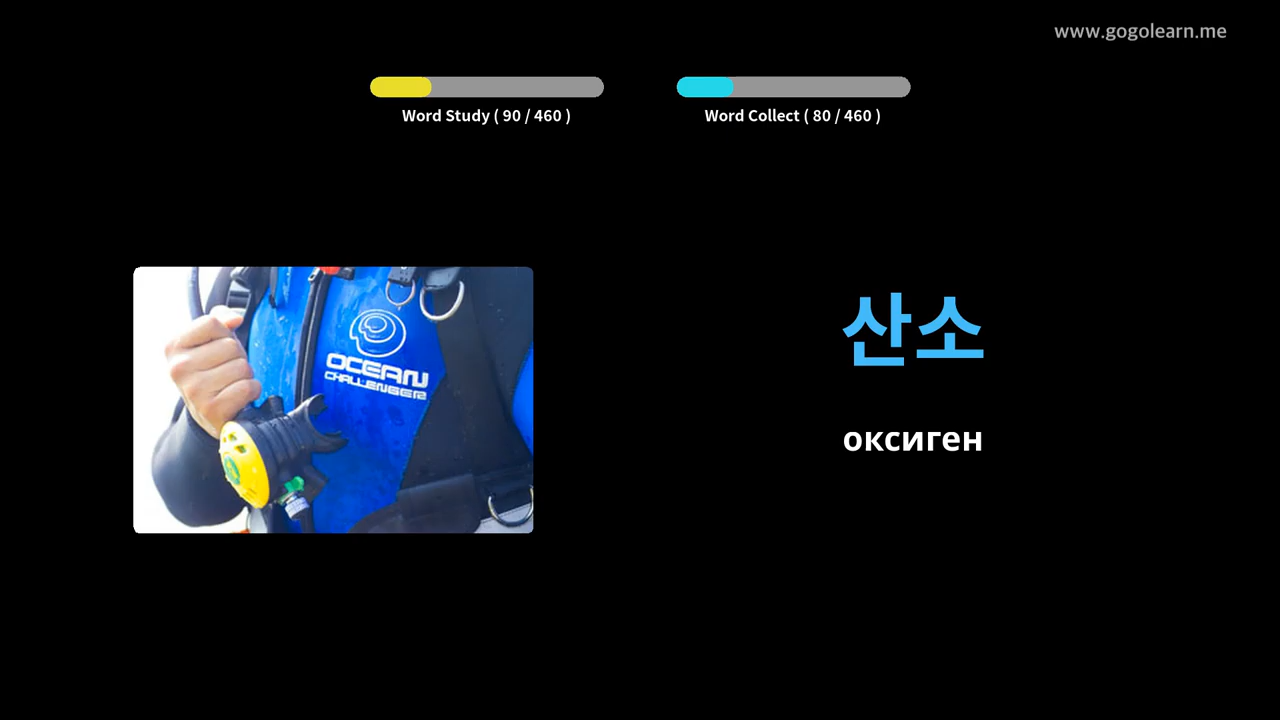 www.gogolearn.me
Word Study ( 90 / 460 )
Word Collect ( 80 / 460 )
OCEAN
CHALLENGER
산소
оксиген